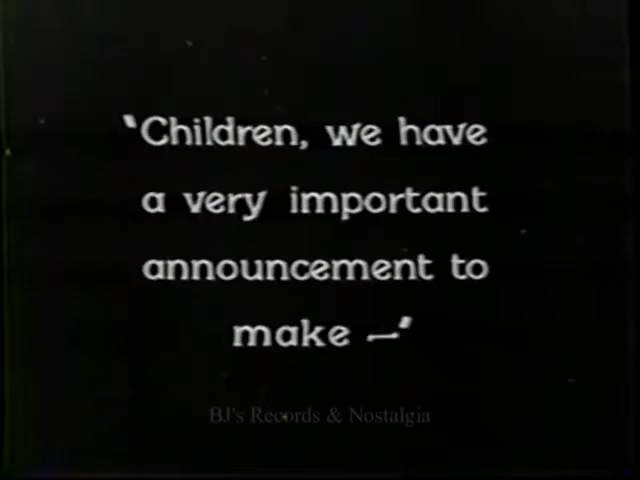 "Children, we have
a very important
announcement to
make —"
BJ's Records & Nostalgia